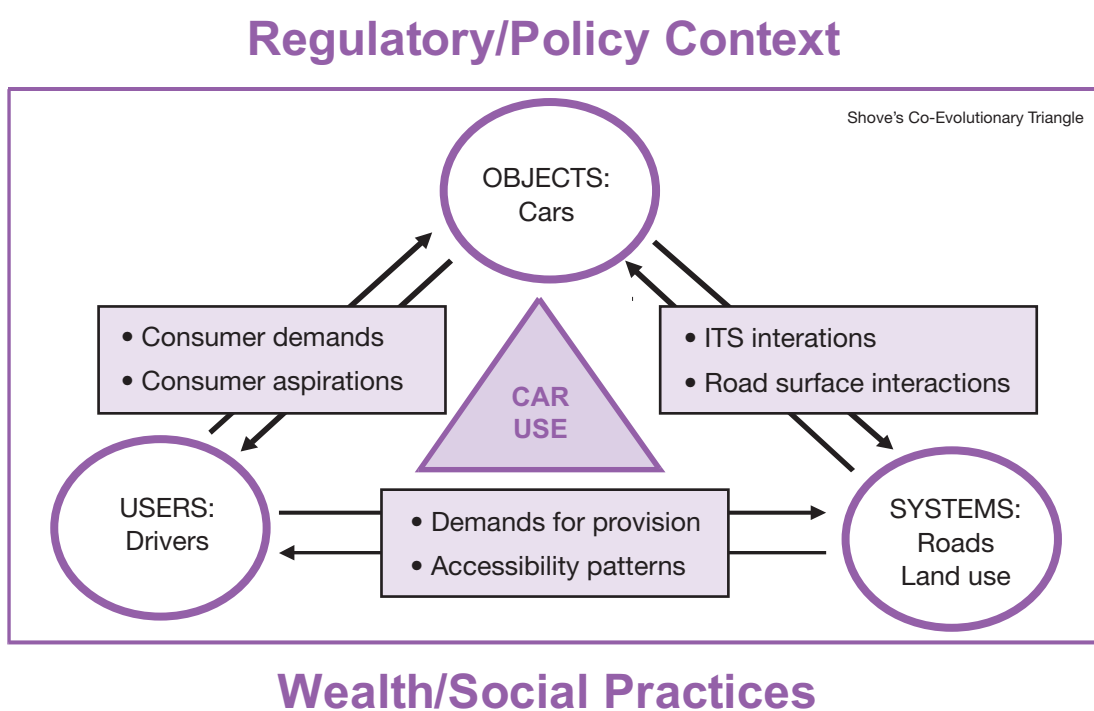 Regulatory/Policy Context
Shove's Co-Evolutionary Triangle
OBJECTS:
Cars
• Consumer demands
• Consumer aspirations
• ITS interations
• Road surface interactions
CAR
USE
USERS:
Drivers
• Demands for provision
• Accessibility patterns
SYSTEMS:
Roads
Land use
Wealth/Social Practices